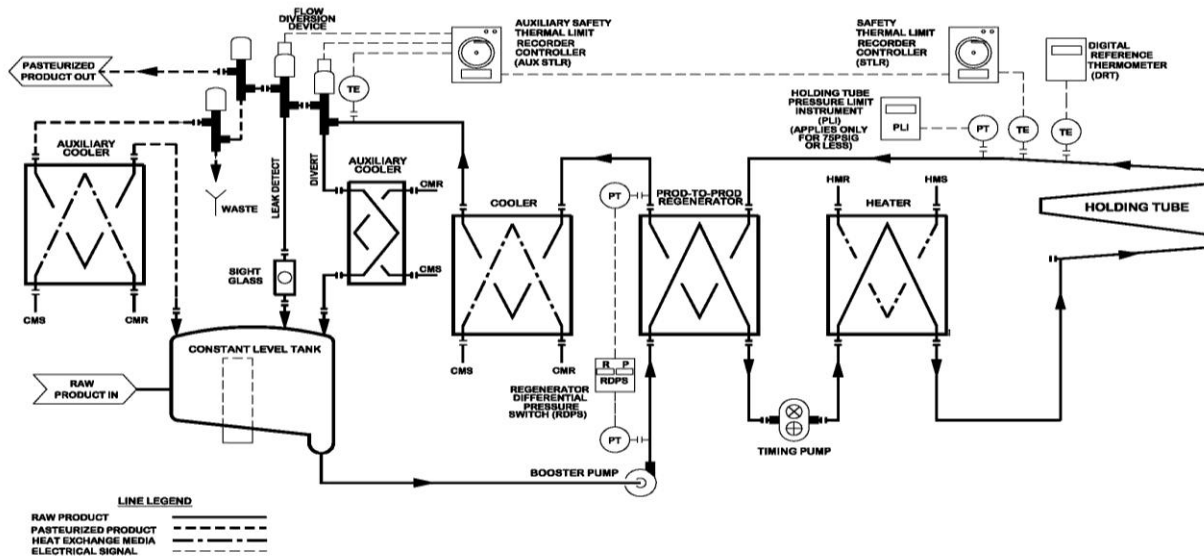 FLOW
DIVERSION
DEVICE
AUXILIARY SAFETY
THERMAL LIMIT
RECORDER
CONTROLLER
(AUX STLR)
SAFETY
THERMAL LIMIT
RECORDER
CONTROLLER
(STLR)
DIGITAL
REFERENCE
THERMOMETER
(DRT)
PASTEURIZED
PRODUCT OUT
TE
HOLDING TUBE
PRESSURE LIMIT
INSTRUMENT
(PLI)
(APPLIES ONLY
FOR 75PSIG
OR LESS)
PLI
PT
TE
TE
AUXILIARY
COOLER
WASTE
LEAK DETECT
DIVERT
AUXILIARY
COOLER
CMR
CMS
COOLER
PT
PROD-TO-PROD
REGENERATOR
HMR
HMS
HEATER
HOLDING TUBE
SIGHT
GLASS
CMS
CMR
CONSTANT LEVEL TANK
RAW
PRODUCT IN
CMS
CMR
R P
RDPS
REGENERATOR
DIFFERENTIAL
PRESSURE
SWITCH (RDPS)
PT
TIMING PUMP
BOOSTER PUMP
LINE LEGEND
RAW PRODUCT
PASTEURIZED PRODUCT
HEAT EXCHANGE MEDIA
ELECTRICAL SIGNAL